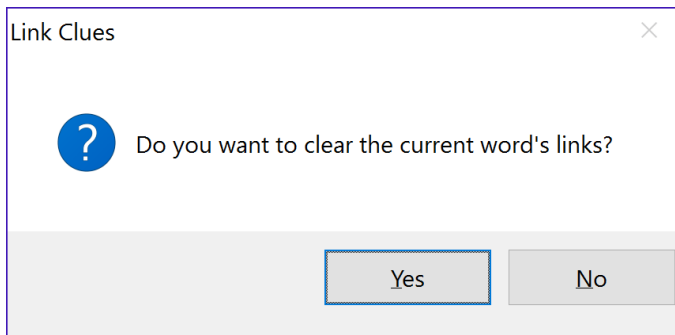 Link Clues
?
Do you want to clear the current word's links?
Yes
No